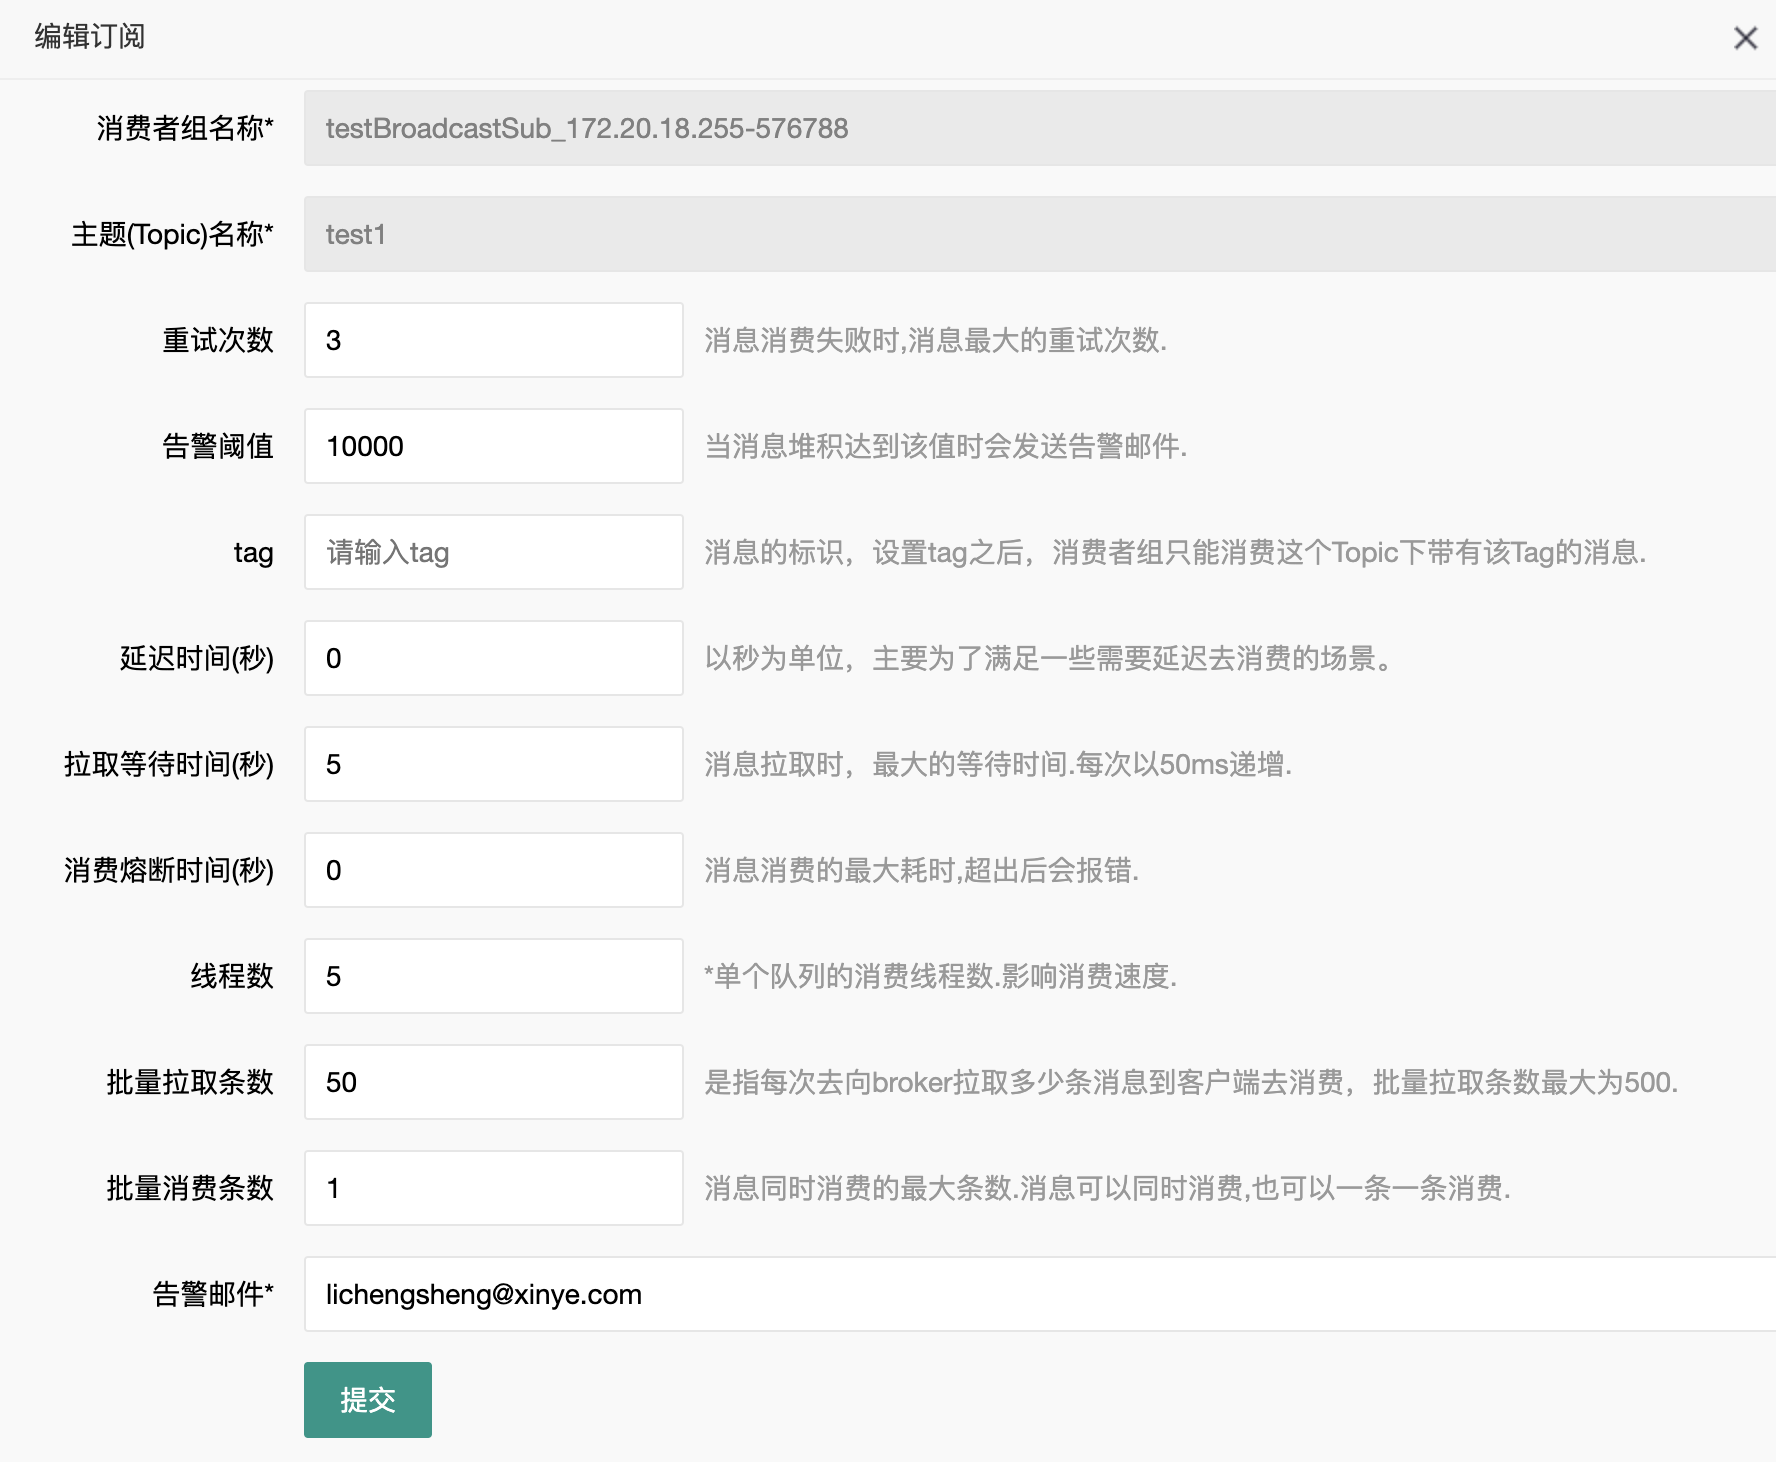 编辑订阅
消费者组名称* testBroadcastSub_172.20.18.255-576788
主题(Topic)名称* test1
重试次数 3 消息消费失败时,消息最大的重试次数.
告警阈值 10000 当消息堆积达到该值时会发送告警邮件.
tag 请输入tag 消息的标识，设置tag之后，消费者组只能消费这个Topic下带有该Tag的消息.
延迟时间(秒) 0 以秒为单位，主要为了满足一些需要延迟去消费的场景。
拉取等待时间(秒) 5 消息拉取时，最大的等待时间.每次以50ms递增.
消费熔断时间(秒) 0 消息消费的最大耗时,超出后会报错.
线程数 5 *单个队列的消费线程数.影响消费速度.
批量拉取条数 50 是指每次去向broker拉取多少条消息到客户端去消费，批量拉取条数最大为500.
批量消费条数 1 消息同时消费的最大条数.消息可以同时消费,也可以一条一条消费.
告警邮件* lichengsheng@xinye.com
提交